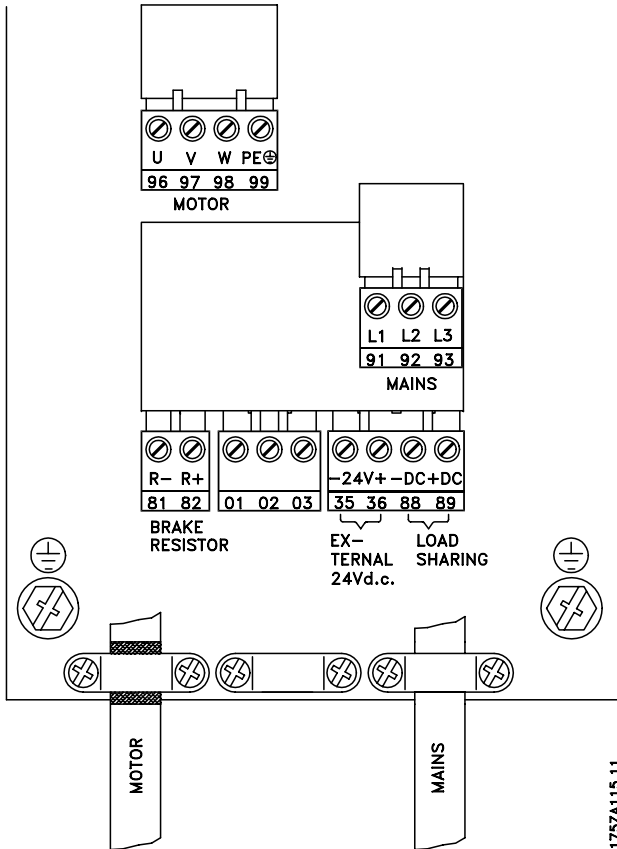 U V W PE
96 97 98 99
MOTOR
L1 L2 L3
91 92 93
MAINS
R- R+
81 82
BRAKE
RESISTOR
01 02 03
-24V+ -DC+DC
35 36 88 89
EX-
TERNAL
24Vd.c.
LOAD
SHARING
MOTOR
MAINS
175ZA115.11